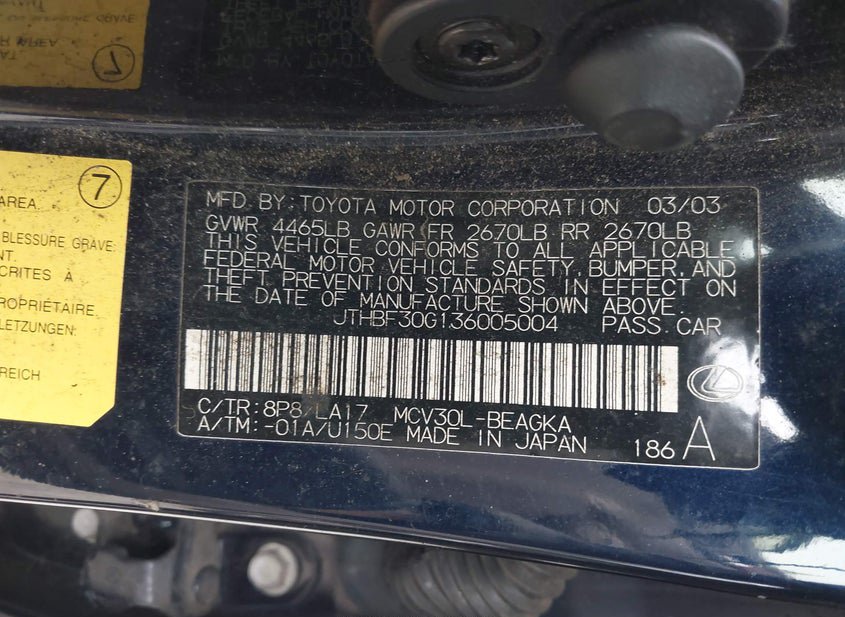 7
AREA.
BLESSURE GRAVE
NT.
CRITES À
PROPRIÉTAIRE
LETZUNGEN.
REICH
MFD BY: TOYOTA MOTOR CORPORATION 03/03
GVWR 4465LB GAWR FR 2670LB RR 2670LB
THIS VEHICLE CONFORMS TO ALL APPLICABLE
FEDERAL MOTOR VEHICLE SAFETY, BUMPER, AND
THEFT PREVENTION STANDARDS IN EFFECT ON
THE DATE OF MANUFACTURE SHOWN ABOVE.
JTHBF30G136005004 PASS.CAR
C/TR: 8P8/LA17 MCV30L-BEAGKA
A/TM:-01A/U150E MADE IN JAPAN 186 A